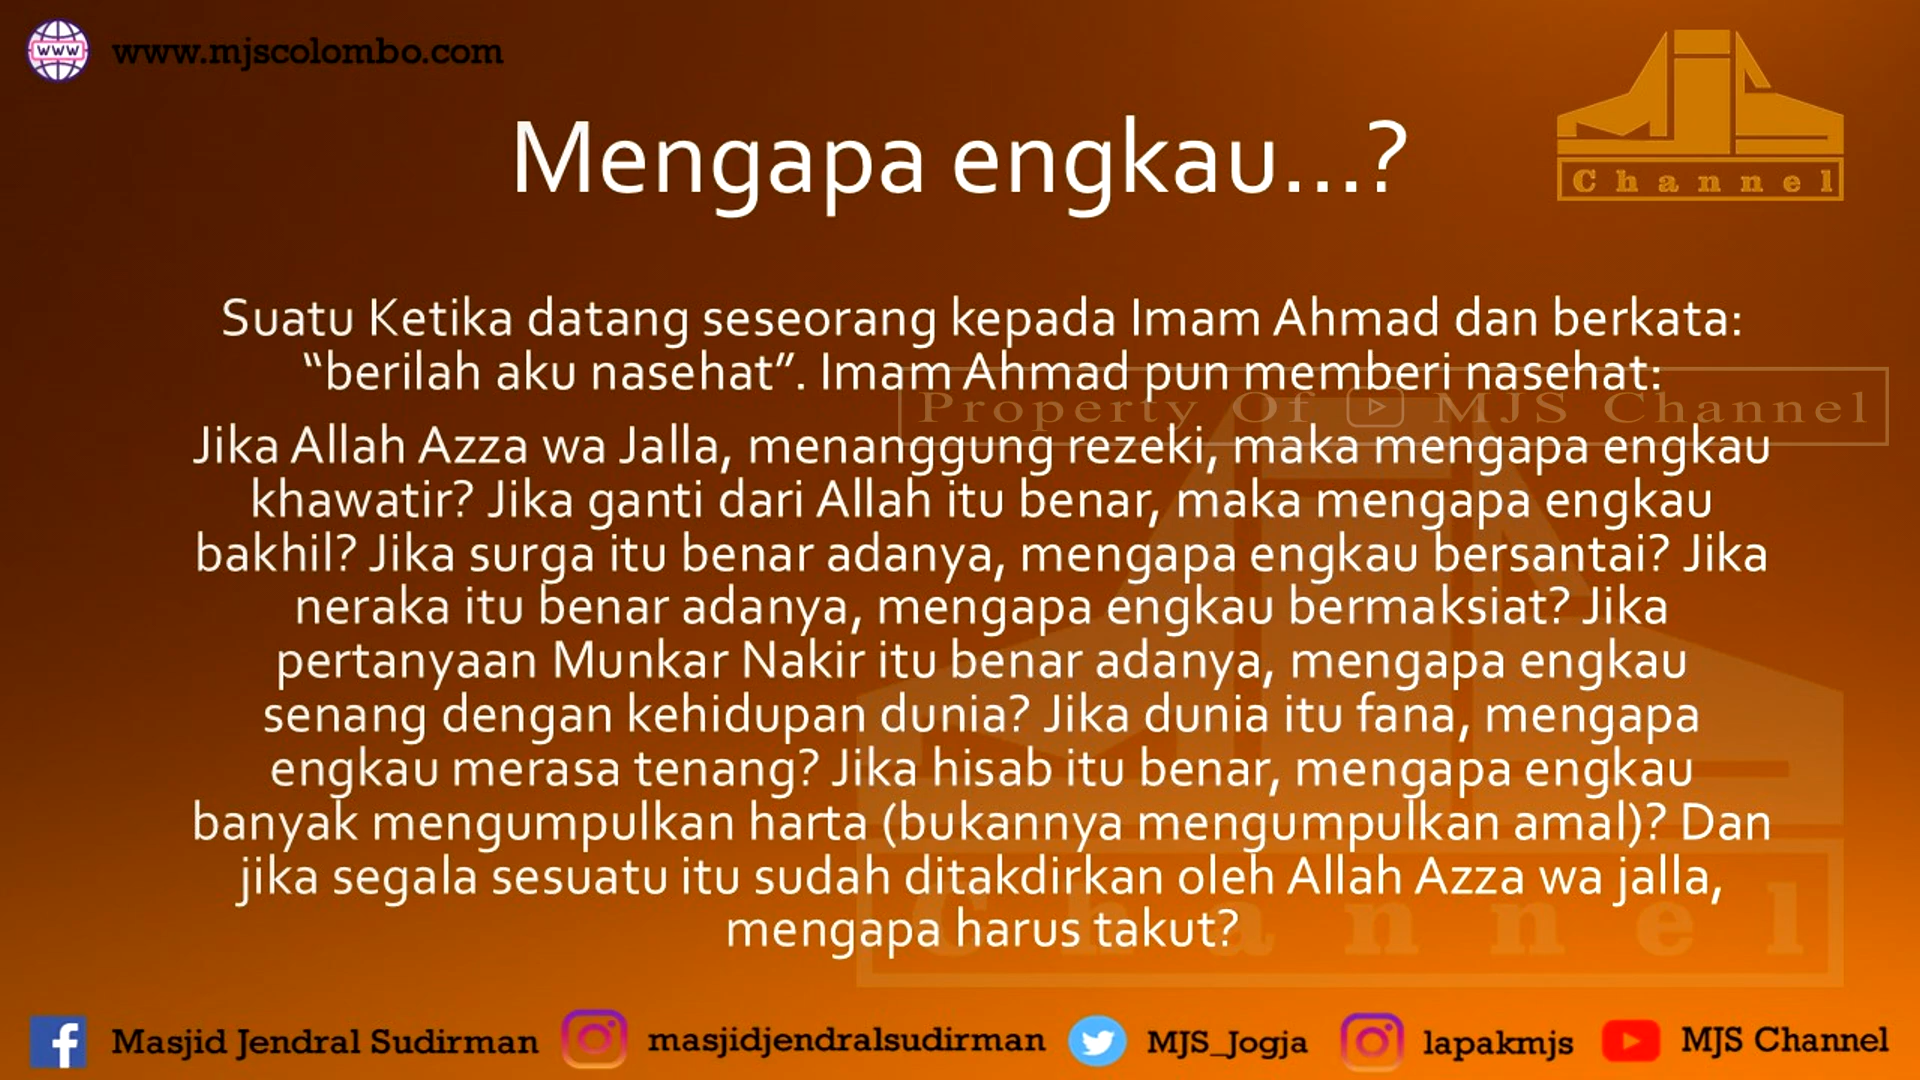 www.mjscolombo.com
MJS
Channel
Mengapa engkau...?
Suatu Ketika datang seseorang kepada Imam Ahmad dan berkata:
“berilah aku nasehat”. Imam Ahmad pun memberi nasehat:
Property Of MJS Channel
Jika Allah Azza wa Jalla, menanggung rezeki, maka mengapa engkau
khawatir? Jika ganti dari Allah itu benar, maka mengapa engkau
bakhil? Jika surga itu benar adanya, mengapa engkau bersantai? Jika
neraka itu benar adanya, mengapa engkau bermaksiat? Jika
pertanyaan Munkar Nakir itu benar adanya, mengapa engkau
senang dengan kehidupan dunia? Jika dunia itu fana, mengapa
engkau merasa tenang? Jika hisab itu benar, mengapa engkau
banyak mengumpulkan harta (bukannya mengumpulkan amal)? Dan
jika segala sesuatu itu sudah ditakdirkan oleh Allah Azza wa jalla,
mengapa harus takut?
Channel
Masjid Jendral Sudirman masjidjendralsudirman MJS_Jogja lapakmjs MJS Channel